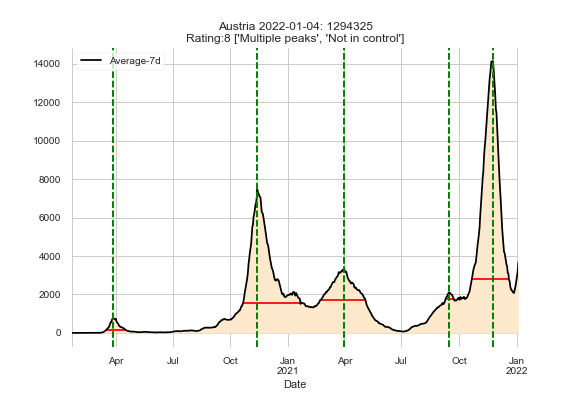 Austria 2022-01-04: 1294325
Rating:8 ['Multiple peaks', 'Not in control']
Average-7d
14000
12000
10000
8000
6000
4000
2000
0
Apr Jul Oct Jan Apr Jul Oct Jan
2021 2022
Date